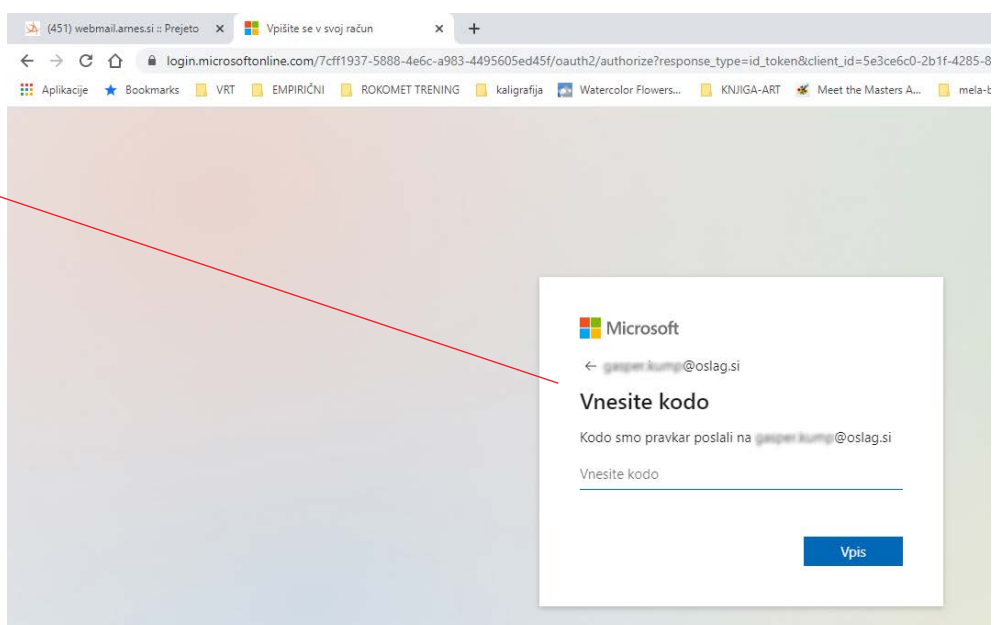 (451) webmail.arnes.si :: Prejeto
Vpišite se v svoj račun
login.microsoftonline.com/7cff1937-5888-4e6c-a983-4495605ed45f/oauth2/authorize?response_type=id_token&client_id=5e3ce6c0-2b1f-4285-8
Aplikacije Bookmarks VRT EMPIRIČNI ROKOMET TRENING kaligrafija Watercolor Flowers... KNJIGA-ART Meet the Masters A... mela-b
Microsoft
@oslag.si
Vnesite kodo
Kodo smo pravkar poslali na @oslag.si
Vnesite kodo
Vpis